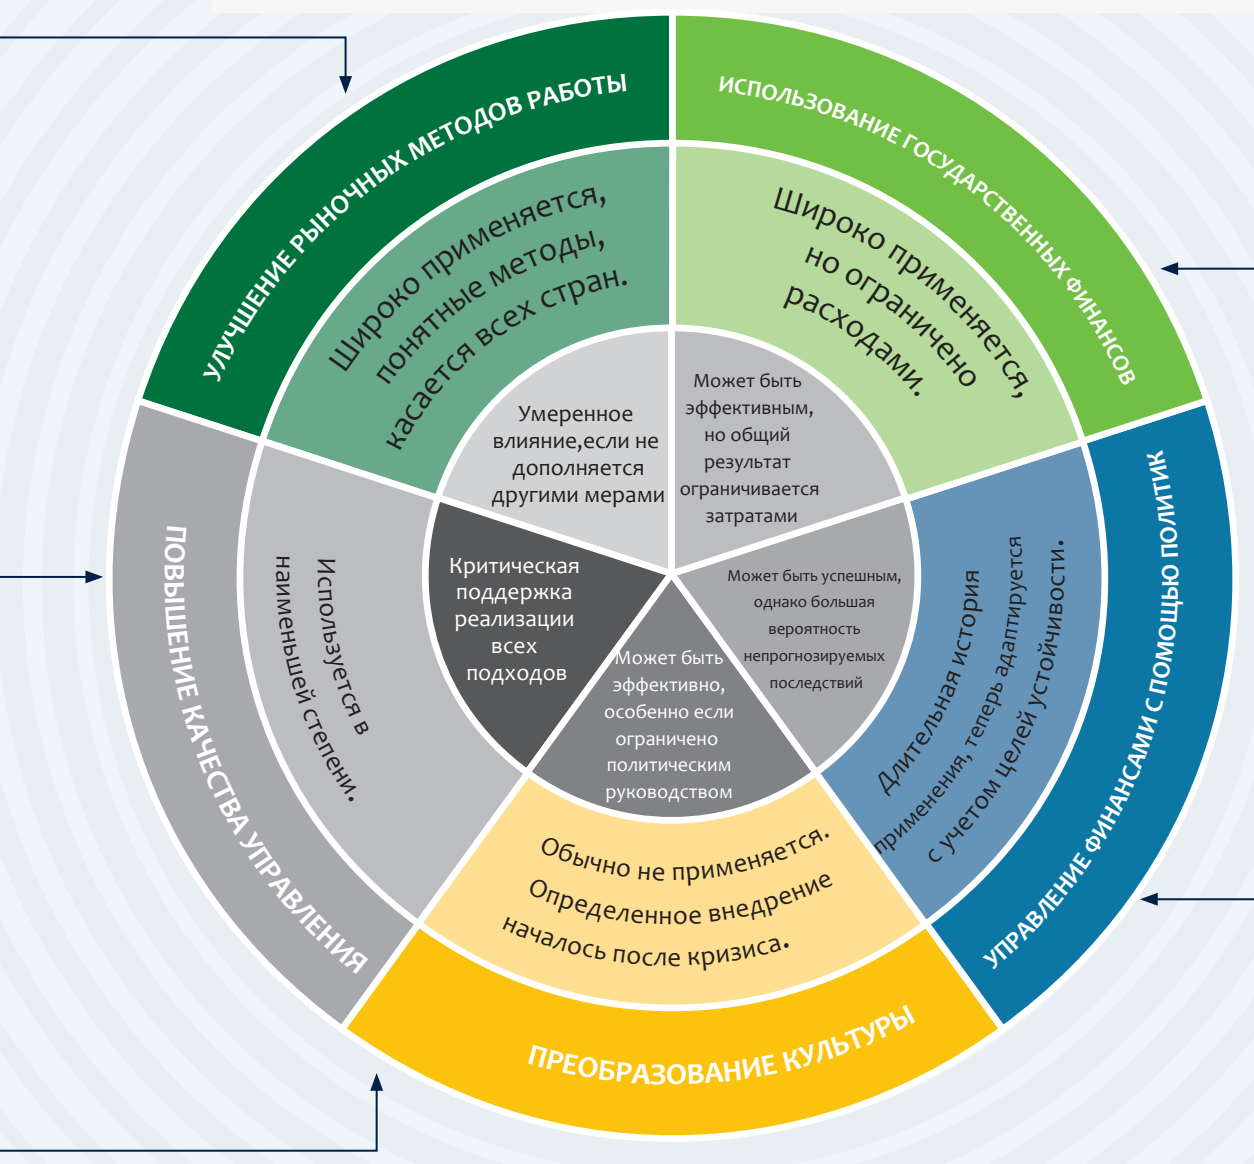 УЛУЧШЕНИЕ РЫНОЧНЫХ МЕТОДОВ РАБОТЫ
Широко применяется,
понятные методы,
касается всех стран.
Умеренное
влияние,если не
дополняется
другими мерами
ИСПОЛЬЗОВАНИЕ ГОСУДАРСТВЕННЫХ ФИНАНСОВ
Широко применяется,
но ограничено
расходами.
Может быть
эффективным,
но общий
результат
ограничивается
затратами
УПРАВЛЕНИЕ ФИНАНСАМИ С ПОМОЩЬЮ ПОЛИТИК
Длительная история
применения, теперь адаптируется
с учетом целей устойчивости.
Может быть успешным,
однако большая
вероятность
непрогнозируемых
последствий
ПРЕОБРАЗОВАНИЕ КУЛЬТУРЫ
Обычно не применяется.
Определенное внедрение
началось после кризиса.
Может быть
эффективно,
особенно если
ограничено
политическим
руководством
ПОВЫШЕНИЕ КАЧЕСТВА УПРАВЛЕНИЯ
Используется в
наименьшей степени.
Критическая
поддержка
реализации
всех
подходов